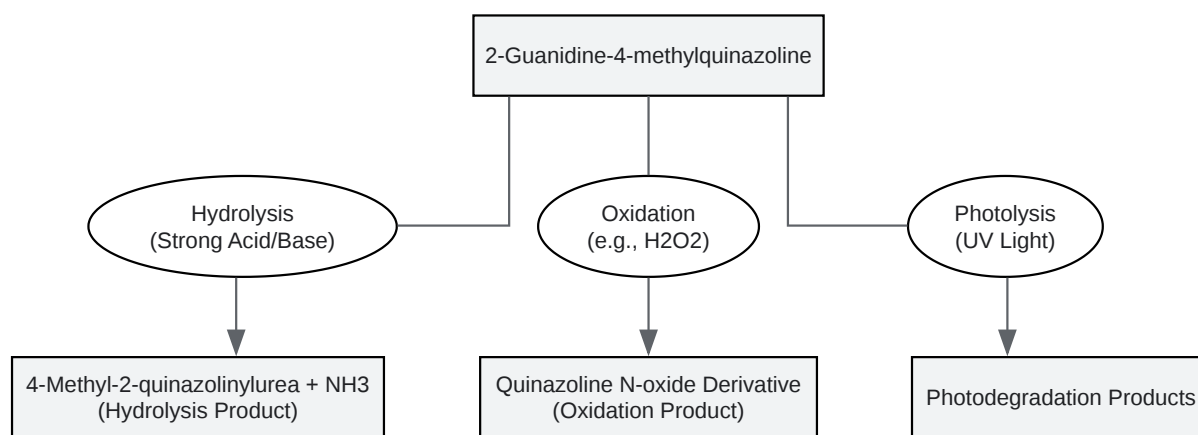 2-Guanidine-4-methylquinazoline
Hydrolysis
(Strong Acid/Base)
Oxidation
(e.g., H2O2)
Photolysis
(UV Light)
4-Methyl-2-quinazolinylurea + NH3
(Hydrolysis Product)
Quinazoline N-oxide Derivative
(Oxidation Product)
Photodegradation Products